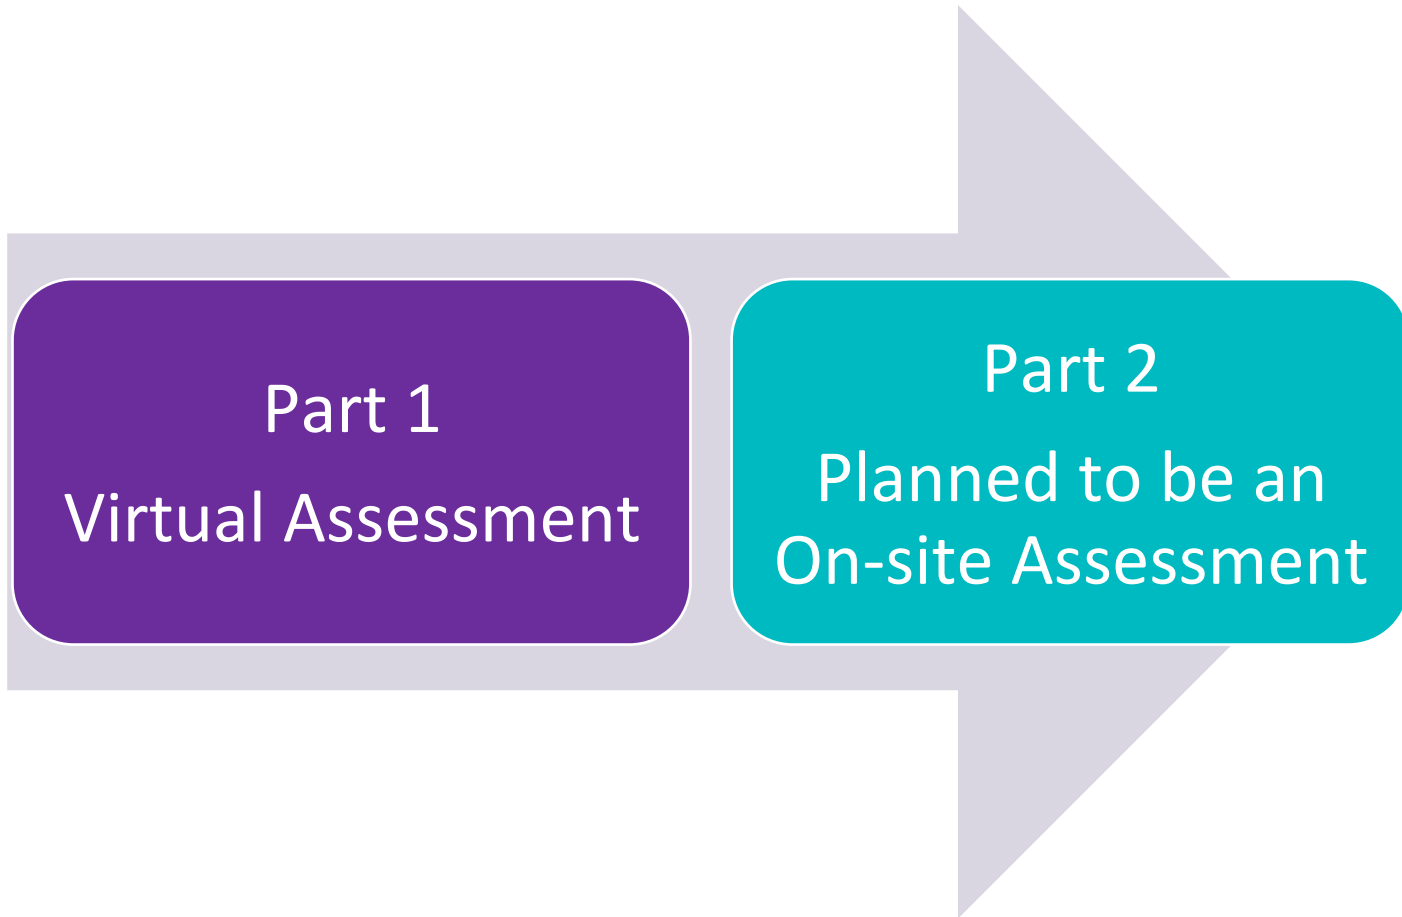 Part 1
Virtual Assessment
Part 2
Planned to be an
On-site Assessment